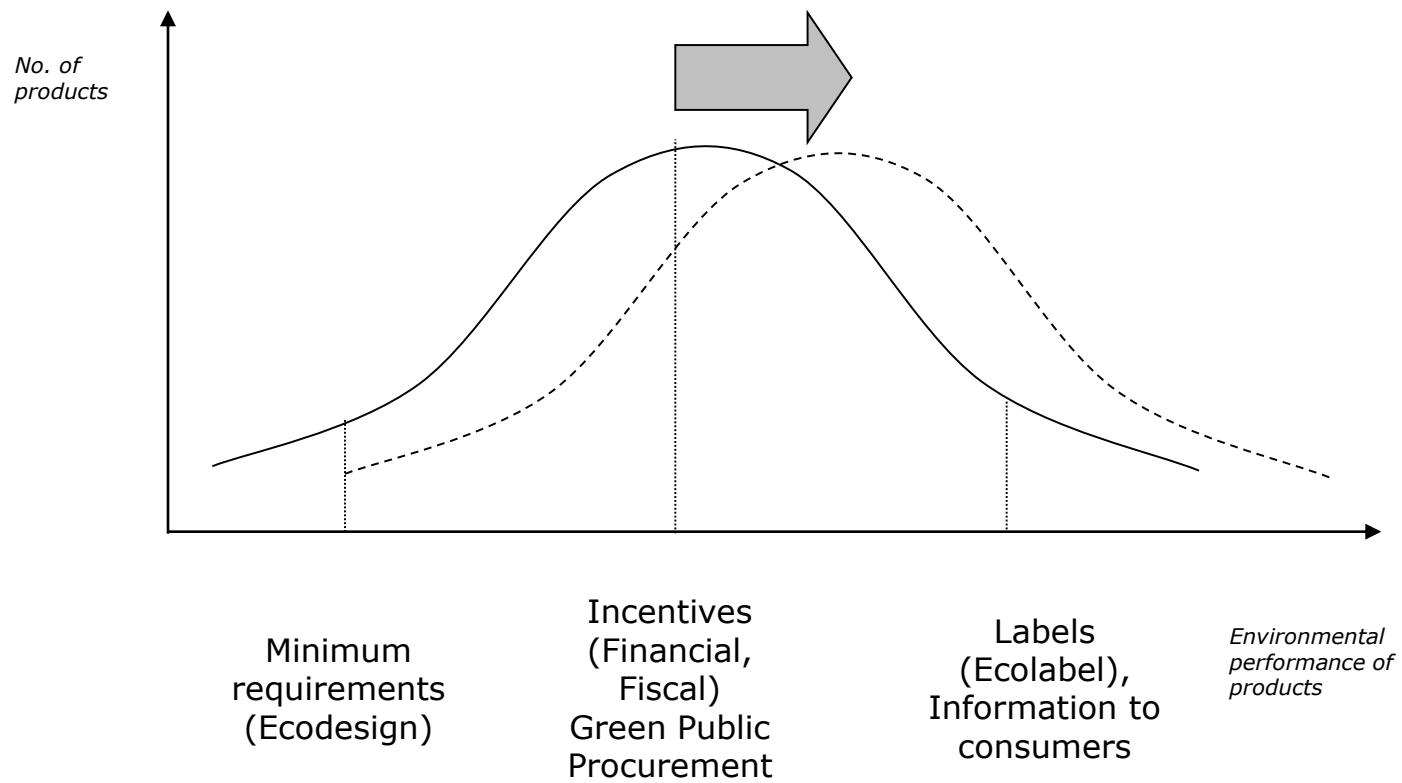 No. of
products
Minimum
requirements
(Ecodesign)
Incentives
(Financial,
Fiscal)
Green Public
Procurement
Labels
(Ecolabel),
Information to
consumers
Environmental
performance of
products